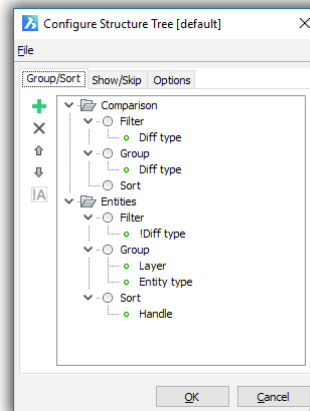 Configure Structure Tree [default]
File
Group/Sort Show/Skip Options
Comparison
Filter
Diff type
Group
Diff type
Sort
Entities
Filter
!Diff type
Group
Layer
Entity type
Sort
Handle
!A
OK Cancel